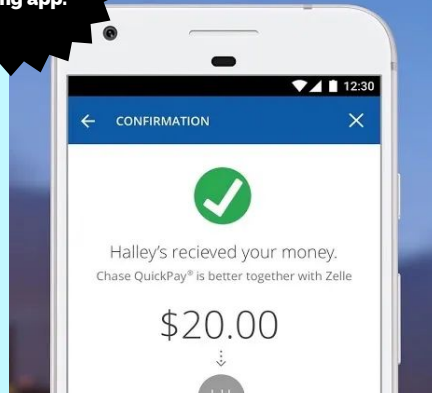 ng app.
12:30
CONFIRMATION
Halley's recieved your money.
Chase QuickPay® is better together with Zelle
$20.00